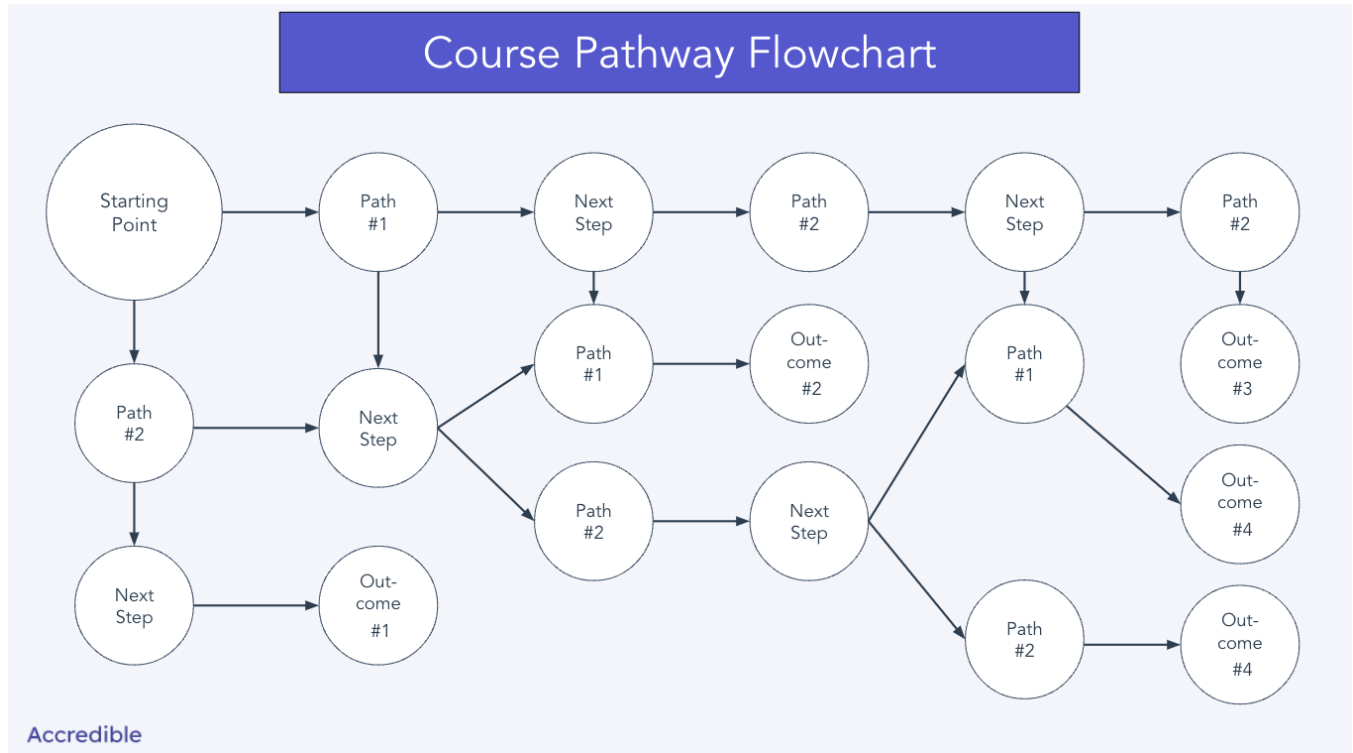 Course Pathway Flowchart
Starting
Point
Path
#1
Next
Step
Path
#2
Next
Step
Path
#2
Path
#2
Next
Step
Path
#1
Out-
come
#2
Path
#1
Out-
come
#3
Path
#2
Next
Step
Out-
come
#4
Next
Step
Out-
come
#1
Path
#2
Out-
come
#4
Accredible